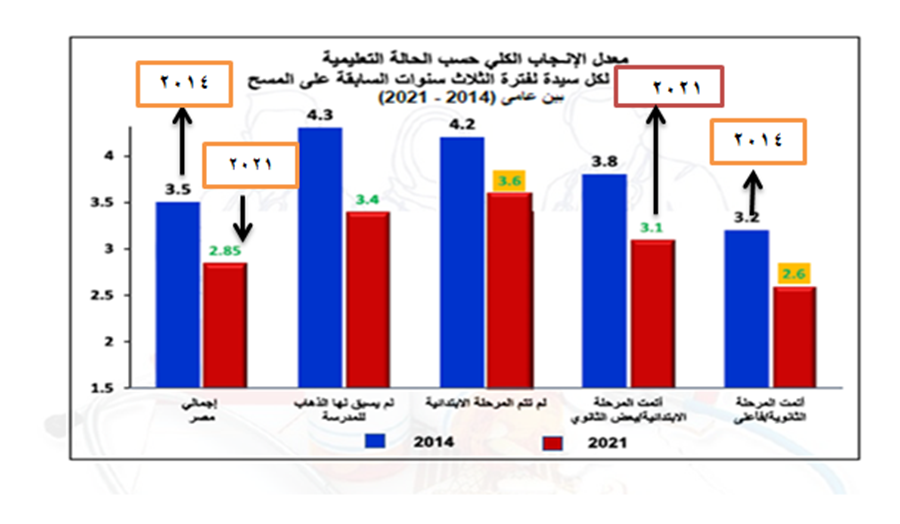 معدل الإنجاب الكلي حسب الحالة التعليمية
لكل سيدة لفترة الثلاث سنوات السابقة على المسح
بين عامى (2014 - 2021)
٢٠١٤
٢٠٢١
٢٠٢١
٢٠١٤
4
3.5
3
2.5
2
1.5
3.5
2.85
4.3
3.4
4.2
3.6
3.8
3.1
3.2
2.6
إجمالي
مصر
لم يسبق لها الذهاب
للمدرسة
لم تتم المرحلة الابتدائية
أتمت المرحلة
الابتدائية/بعض الثانوي
أتمت المرحلة
الثانوية/فأعلى
2014
2021